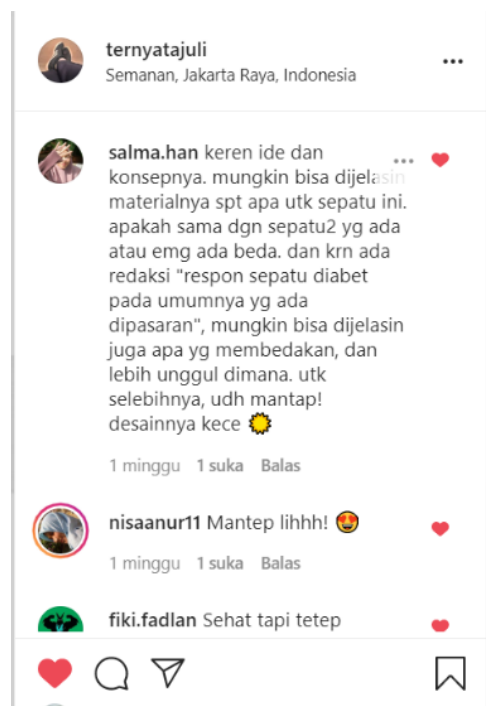 ternyatajuli
Semanan, Jakarta Raya, Indonesia
salma.han keren ide dan
konsepnya. mungkin bisa dijelasin
materialnya spt apa utk sepatu ini.
apakah sama dgn sepatu2 yg ada
atau emg ada beda. dan krn ada
redaksi "respon sepatu diabet
pada umumnya yg ada
dipasaran", mungkin bisa dijelasin
juga apa yg membedakan, dan
lebih unggul dimana. utk
selebihnya, udh mantap!
desainnya kece
1 minggu 1 suka Balas
nisaanur11 Mantep lihhh! 😍
1 minggu 1 suka Balas
fiki.fadlan Sehat tapi tetep